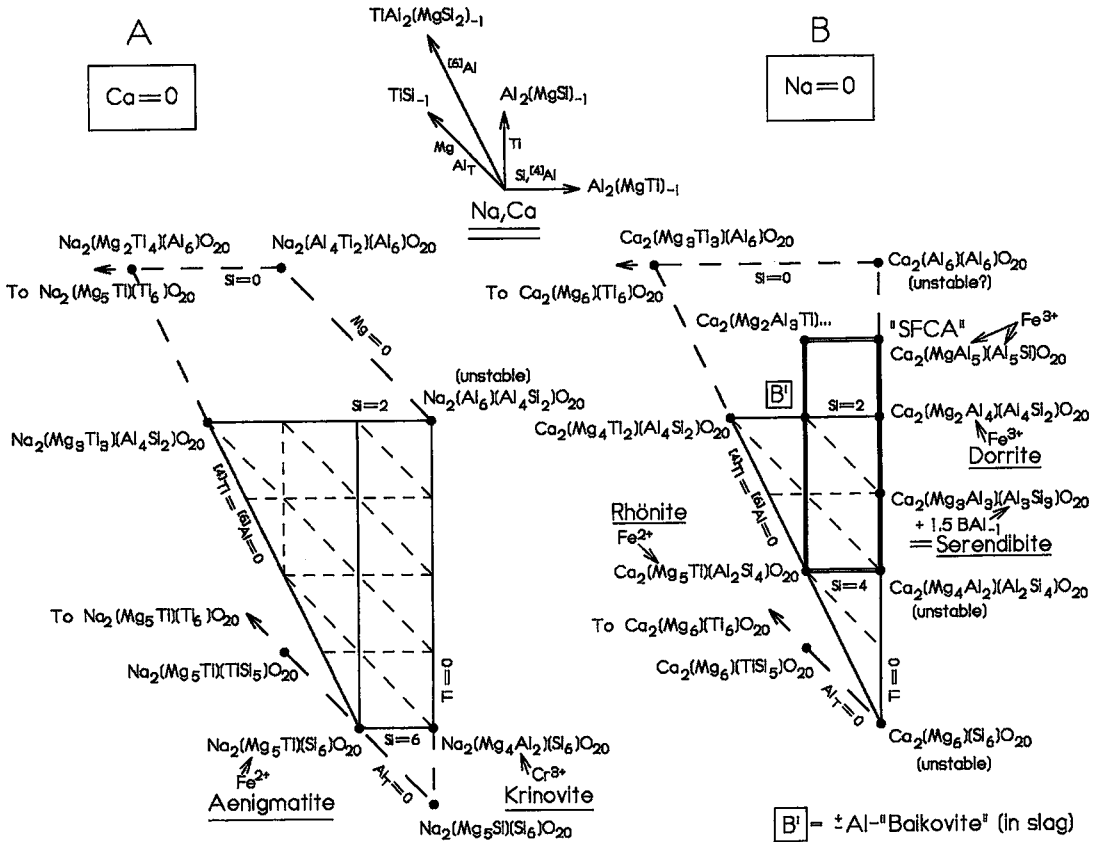 A
Ca=0
TiAl₂(MgSi₂)₋₁
[6]Al
TiSi₋₁
Al₂(MgSi)₋₁
Mg
Al_T
Ti
Si,[4]Al
Al₂(MgTi)₋₁
Na,Ca
B
Na=0
Na₂(Mg₂Ti₄)(Al₆)O₂₀
Na₂(Al₄Ti₂)(Al₆)O₂₀
Si=0
To Na₂(Mg₅Ti)(Ti₆)O₂₀
Mg=0
(unstable)
Na₂(Al₆)(Al₄Si₂)O₂₀
Si=2
Na₂(Mg₃Ti₃)(Al₄Si₂)O₂₀
[4]Ti=[6]Al=0
To Na₂(Mg₅Ti)(Ti₆)O₂₀
Na₂(Mg₅Ti)(TiSi₅)O₂₀
Ti=0
Na₂(Mg₅Ti)(Si₆)O₂₀
Si=6
Na₂(Mg₄Al₂)(Si₆)O₂₀
Fe²⁺
Al_T=0
Cr³⁺
Aenigmatite
Krinovite
Na₂(Mg₅Si)(Si₆)O₂₀
Ca₂(Mg₃Ti₃)(Al₆)O₂₀
Si=0
Ca₂(Al₆)(Al₆)O₂₀
(unstable?)
To Ca₂(Mg₆)(Ti₆)O₂₀
Ca₂(Mg₂Al₃Ti)...
"SFCA"
Fe³⁺
Ca₂(MgAl₅)(Al₅Si)O₂₀
B'
Si=2
Ca₂(Mg₂Al₄)(Al₄Si₂)O₂₀
Ca₂(Mg₄Ti₂)(Al₄Si₂)O₂₀
Fe³⁺
Dorrite
[4]Ti=[6]Al=0
Ca₂(Mg₃Al₃)(Al₃Si₃)O₂₀
+ 1.5 BAl₋₁
= Serendibite
Rhönite
Fe²⁺
Ca₂(Mg₅Ti)(Al₂Si₄)O₂₀
Si=4
Ca₂(Mg₄Al₂)(Al₂Si₄)O₂₀
(unstable)
To Ca₂(Mg₆)(Ti₆)O₂₀
Ca₂(Mg₆)(TiSi₅)O₂₀
Ti=0
Al_T=0
Ca₂(Mg₆)(Si₆)O₂₀
(unstable)
B' = ±Al-"Baikovite" (in slag)